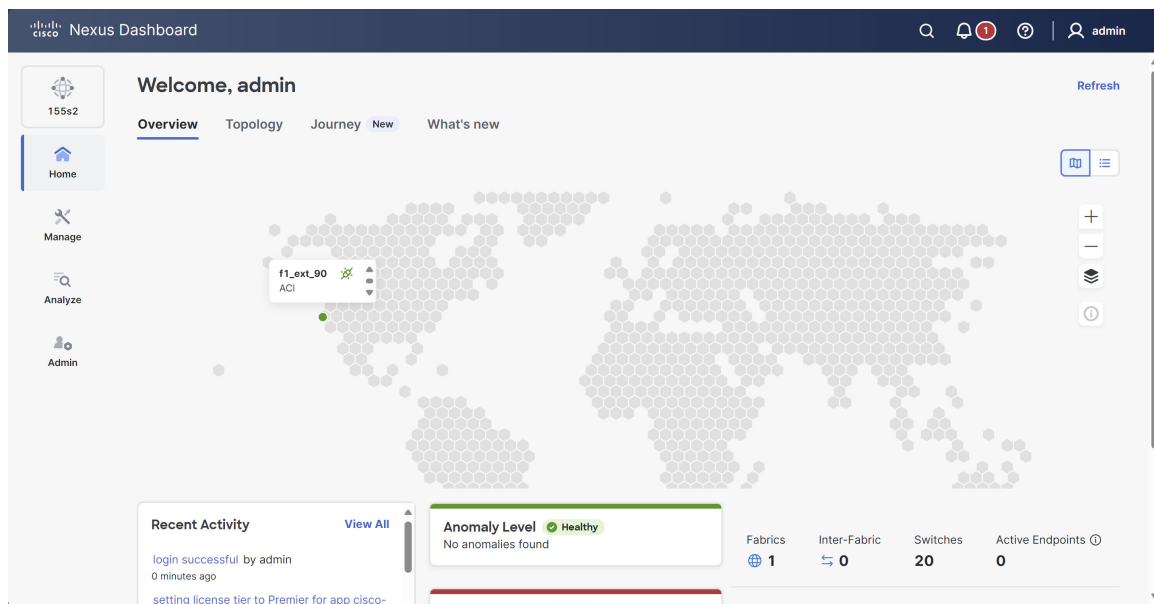 cisco Nexus Dashboard
1
admin
155s2
Home
Manage
Analyze
Admin
Welcome, admin
Refresh
Overview
Topology
Journey New
What's new
f1_ext_90
ACI
Recent Activity
View All
login successful by admin
0 minutes ago
setting license tier to Premier for app cisco-
Anomaly Level Healthy
No anomalies found
Fabrics
1
Inter-Fabric
0
Switches
20
Active Endpoints
0